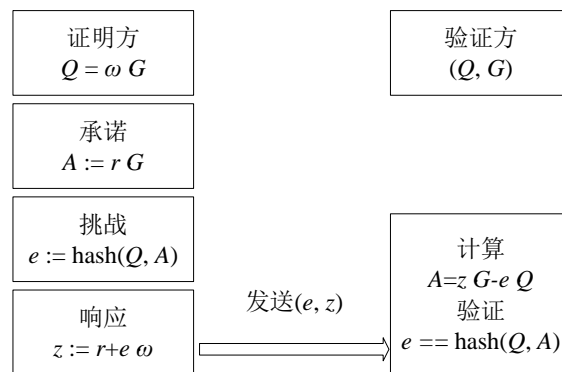 证明方
Q = ω G
验证方
(Q, G)
承诺
A := r G
挑战
e := hash(Q, A)
响应
z := r+e ω
发送(e, z)
计算
A=z G-e Q
验证
e == hash(Q, A)